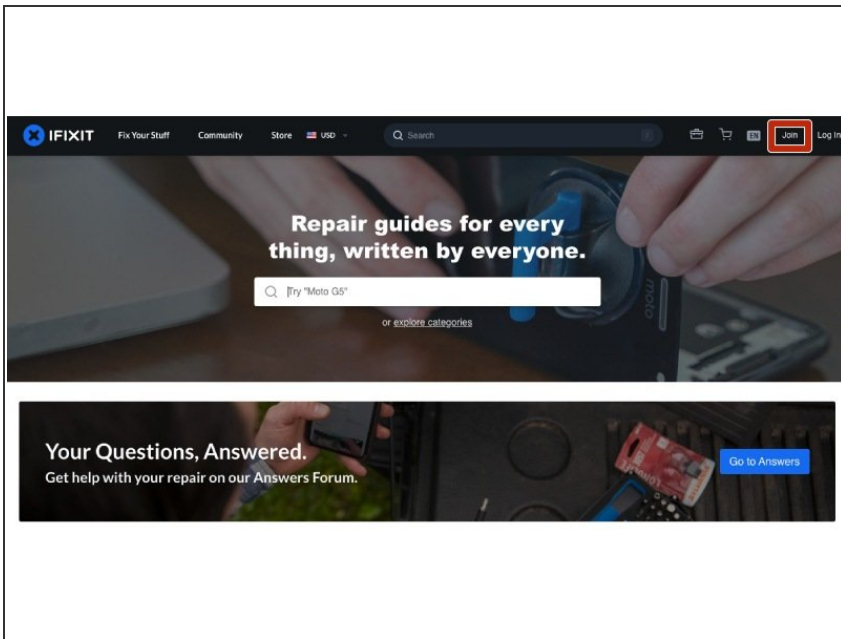 IFIXIT Fix Your Stuff Community Store USD Search EN Join Log In
Repair guides for every
thing, written by everyone.
Try "Moto G5"
or explore categories
moto
Your Questions, Answered.
Get help with your repair on our Answers Forum.
Go to Answers